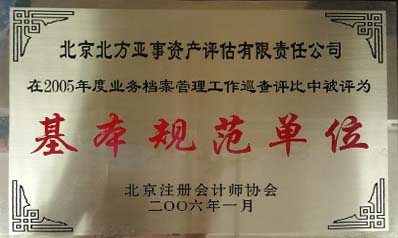 北京北方亚事资产评估有限责任公司
在2005年度业务档案管理工作巡查评比中被评为
基本规范单位
北京注册会计师协会
二〇〇六年一月